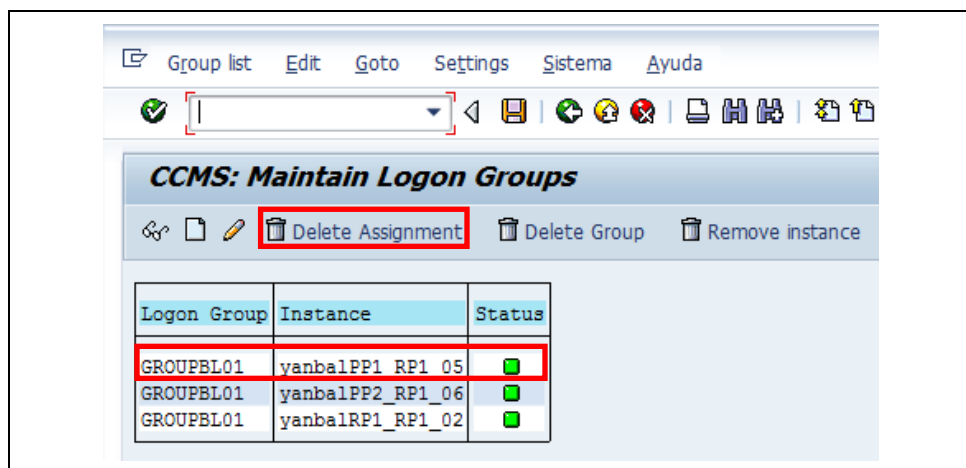 Group list Edit Goto Settings Sistema Ayuda
CCMS: Maintain Logon Groups
Delete Assignment Delete Group Remove instance
Logon Group Instance Status
GROUPBL01 yanbalPP1_RP1_05
GROUPBL01 yanbalPP2_RP1_06
GROUPBL01 yanbalRP1_RP1_02